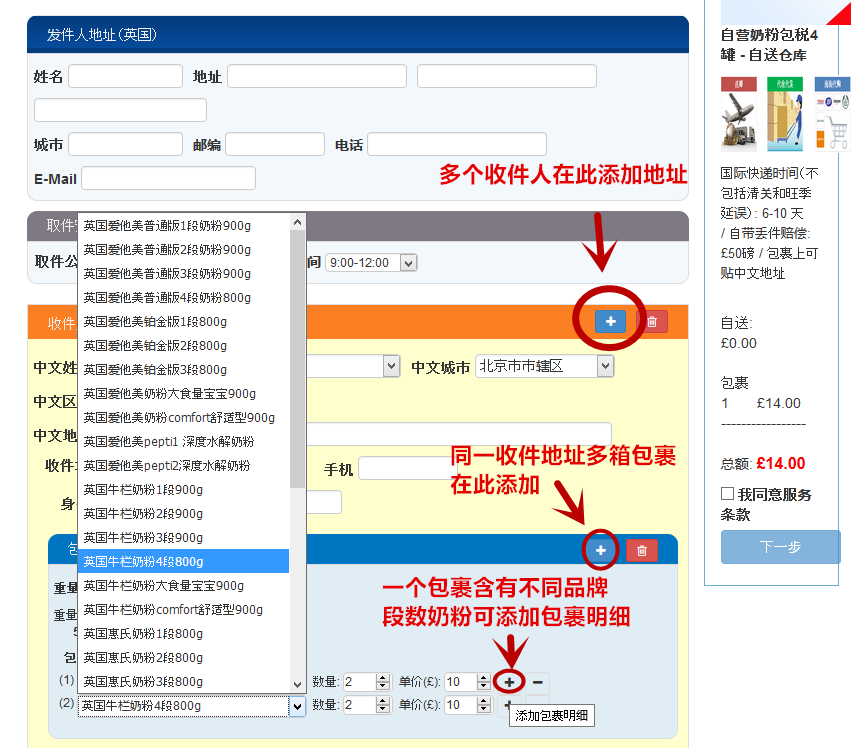 发件人地址(英国)
姓名
地址
城市
邮编
电话
E-Mail
多个收件人在此添加地址
取件
取件公
间
9:00-12:00
收件
中文姓
中文城市
北京市市辖区
中文区
中文地
手机
同一收件地址多箱包裹
在此添加
英国爱他美普通版1段奶粉900g
英国爱他美普通版2段奶粉900g
英国爱他美普通版3段奶粉900g
英国爱他美普通版4段奶粉800g
英国爱他美铂金版1段800g
英国爱他美铂金版2段800g
英国爱他美铂金版3段800g
英国爱他美奶粉大食量宝宝900g
英国爱他美奶粉comfort舒适型900g
英国爱他美pepti1 深度水解奶粉
英国爱他美pepti2深度水解奶粉
英国牛栏奶粉1段900g
英国牛栏奶粉2段900g
英国牛栏奶粉3段900g
英国牛栏奶粉4段800g
英国牛栏奶粉大食量宝宝900g
英国牛栏奶粉comfort舒适型900g
英国惠氏奶粉1段800g
英国惠氏奶粉2段800g
英国惠氏奶粉3段800g
重量
重量
一个包裹含有不同品牌
段数奶粉可添加包裹明细
(1)
数量: 2 单价(£): 10
(2) 英国牛栏奶粉4段800g
数量: 2 单价(£): 10
添加包裹明细
自营奶粉包税4
罐 - 自送仓库
国际快递时间(不
包括清关和旺季
延误): 6-10 天
/ 自带丢件赔偿:
£50磅 / 包裹上可
贴中文地址
自送:
£0.00
包裹
1 £14.00
-----------------
总额: £14.00
我同意服务
条款
下一步